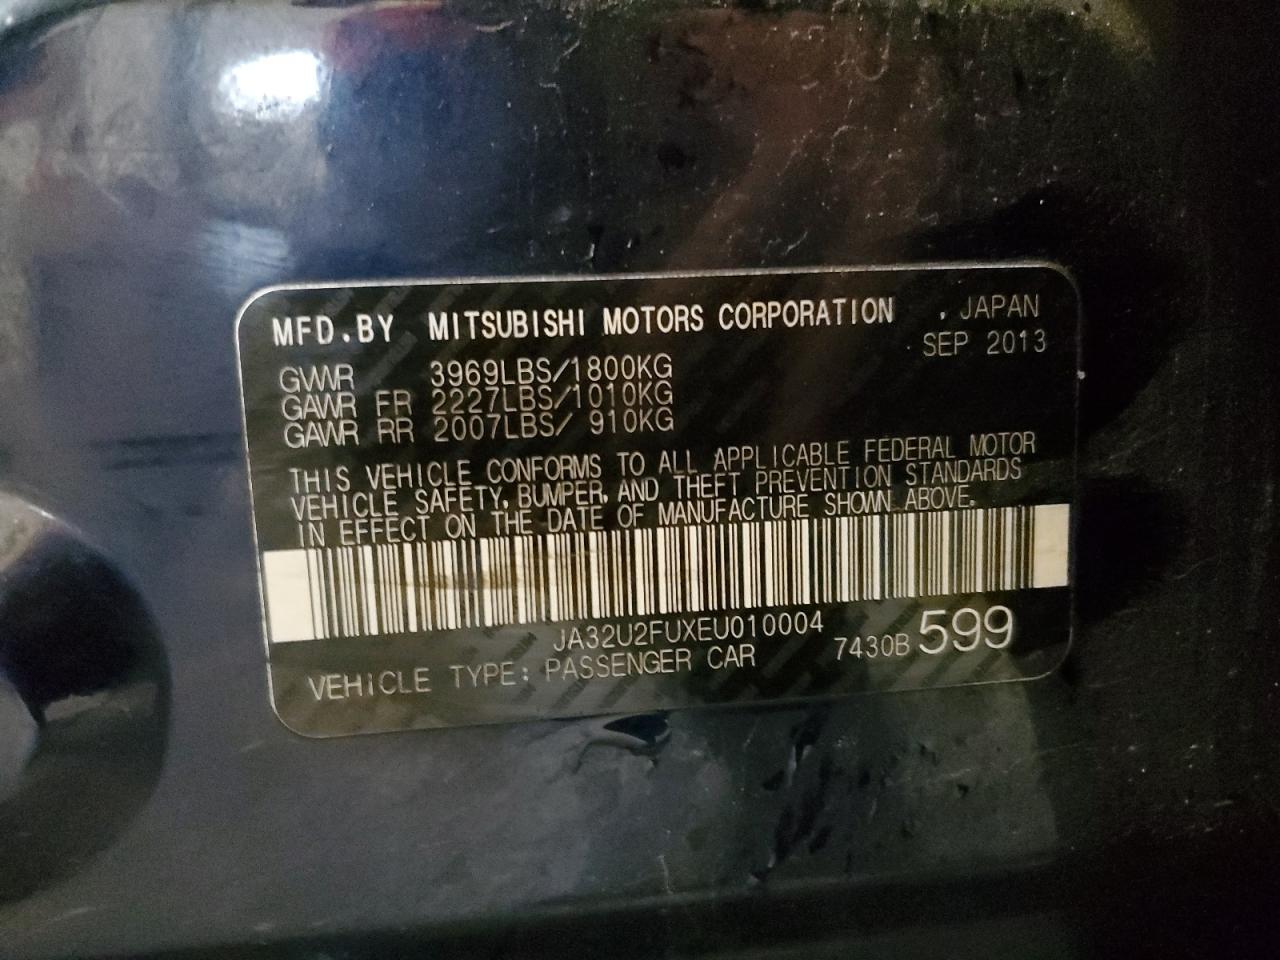 MFD.BY MITSUBISHI MOTORS CORPORATION , JAPAN
SEP 2013
GVWR 3969LBS/1800KG
GAWR FR 2227LBS/1010KG
GAWR RR 2007LBS/ 910KG
THIS VEHICLE CONFORMS TO ALL APPLICABLE FEDERAL MOTOR
VEHICLE SAFETY, BUMPER, AND THEFT PREVENTION STANDARDS
IN EFFECT ON THE DATE OF MANUFACTURE SHOWN ABOVE.
JA32U2FUXEU010004
7430B 599
VEHICLE TYPE: PASSENGER CAR